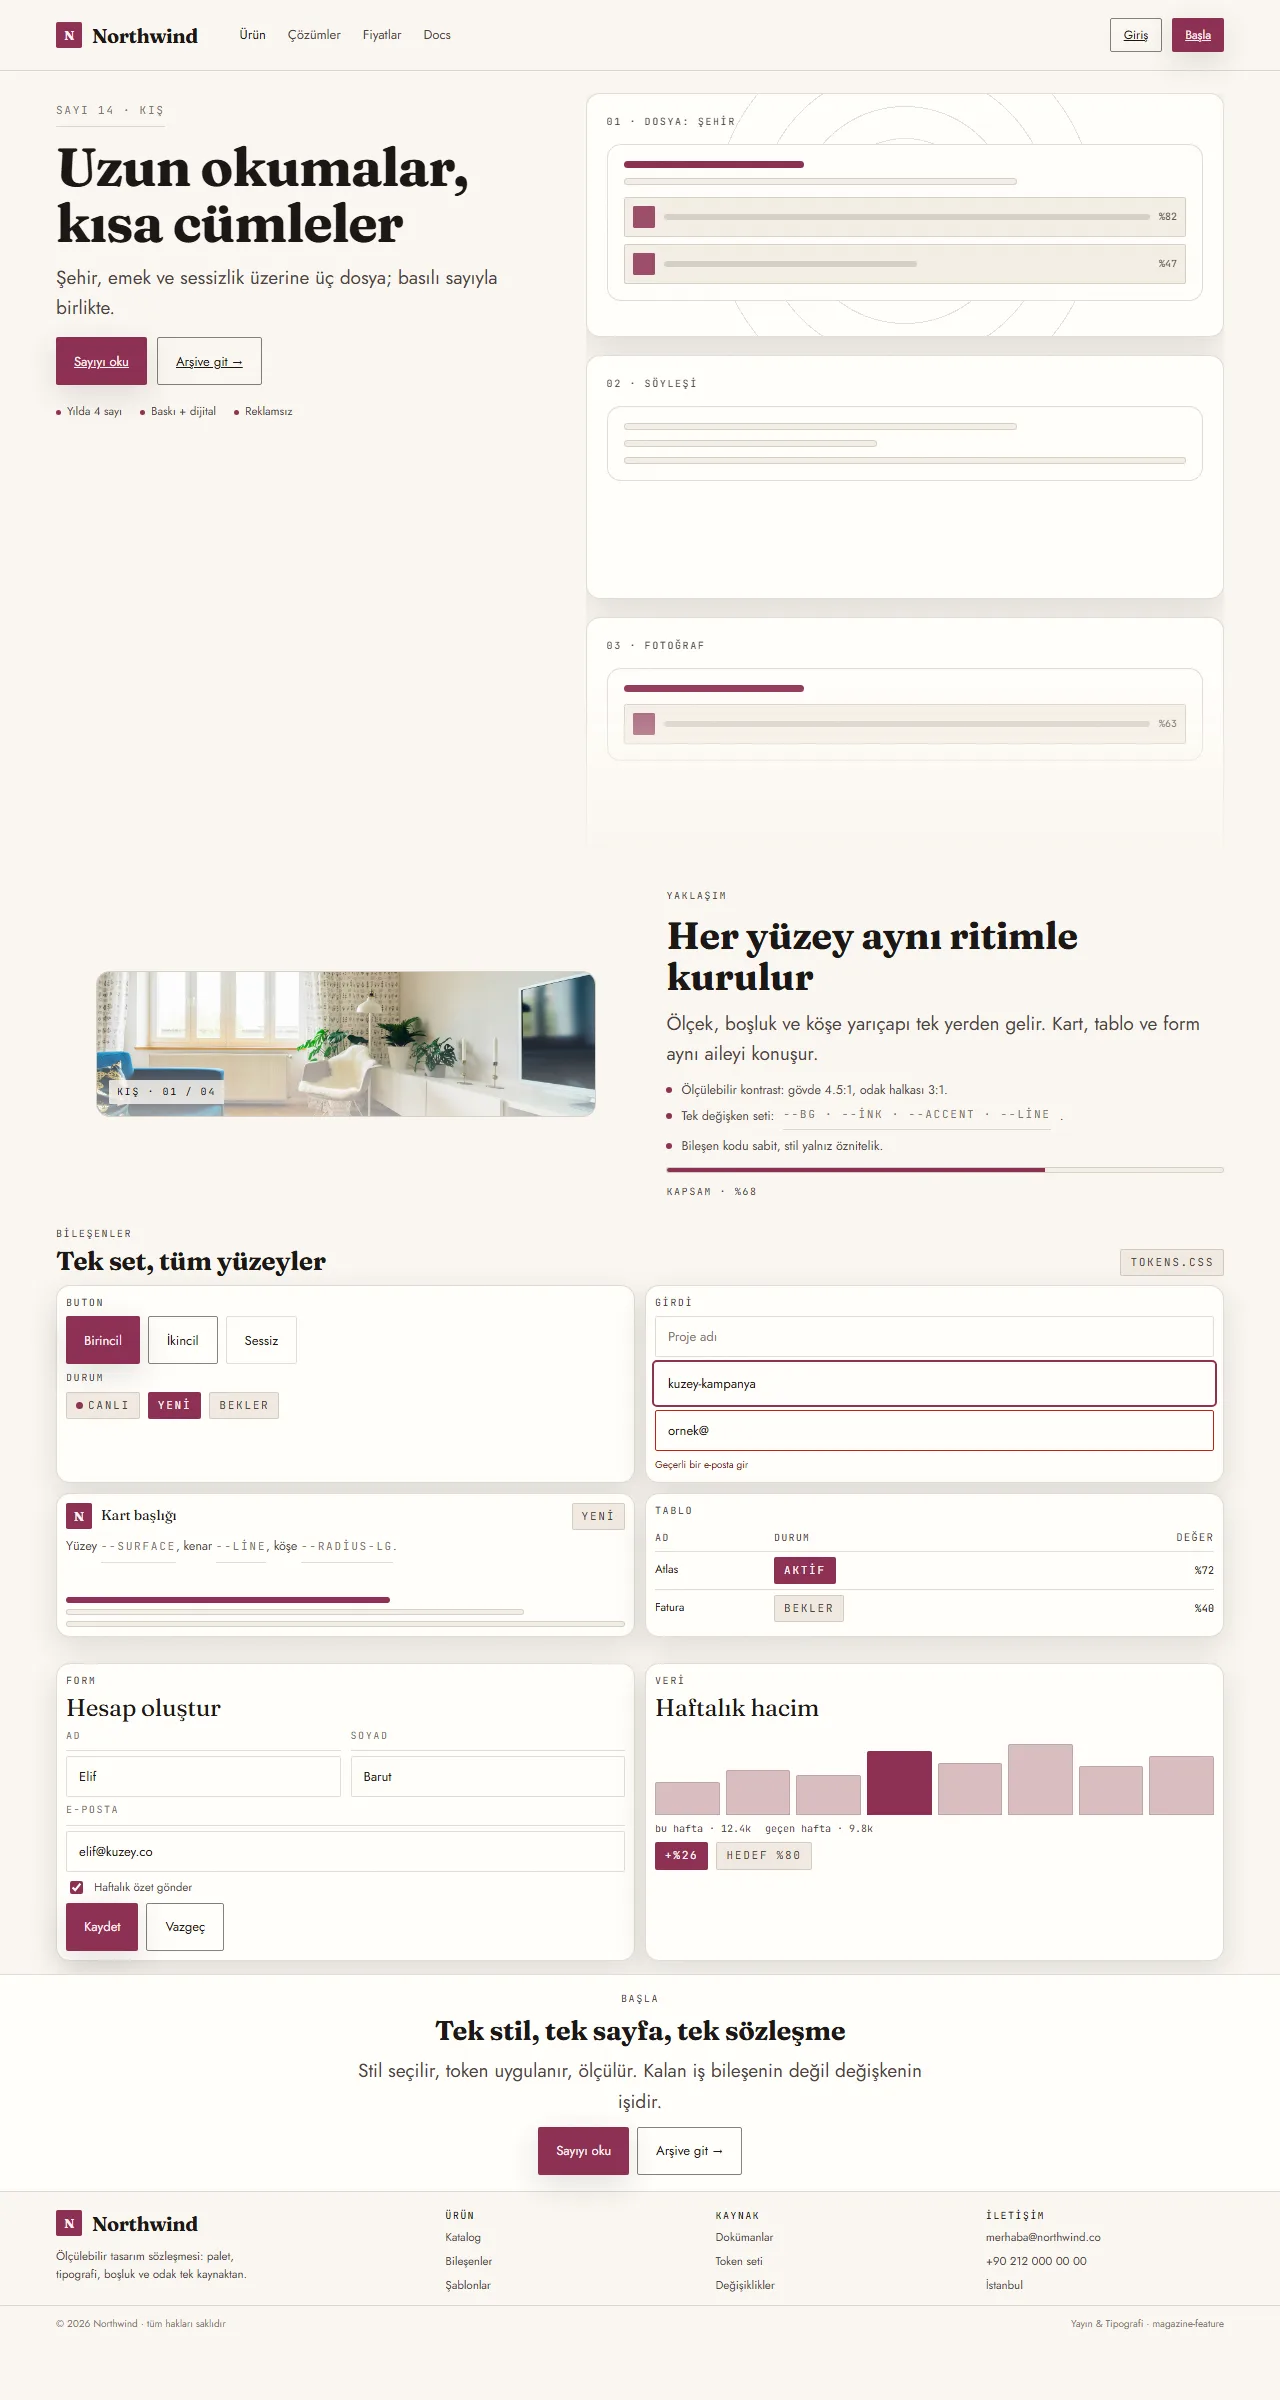 N Northwind Ürün Çözümler Fiyatlar Docs Giriş Başla
SAYI 14 · KIŞ
Uzun okumalar,
kısa cümleler
Şehir, emek ve sessizlik üzerine üç dosya; basılı sayıyla
birlikte.
Sayıyı oku Arşive git →
Yılda 4 sayı Baskı + dijital Reklamsız
01 · DOSYA: ŞEHİR
%82
%47
02 · SÖYLEŞİ
03 · FOTOĞRAF
%63
KIŞ · 01 / 04
YAKLAŞIM
Her yüzey aynı ritimle
kurulur
Ölçek, boşluk ve köşe yarıçapı tek yerden gelir. Kart, tablo ve form
aynı aileyi konuşur.
Ölçülebilir kontrast: gövde 4.5:1, odak halkası 3:1.
Tek değişken seti: --BG · --İNK · --ACCENT · --LİNE .
Bileşen kodu sabit, stil yalnız öznitelik.
KAPSAM · %68
BİLEŞENLER
Tek set, tüm yüzeyler
TOKENS.CSS
BUTON
Birincil İkincil Sessiz
DURUM
CANLI YENİ BEKLER
GİRDİ
Proje adı
kuzey-kampanya
ornek@
Geçerli bir e-posta gir
N Kart başlığı YENİ
Yüzey --SURFACE, kenar --LİNE, köşe --RADİUS-LG.
TABLO
AD DURUM DEĞER
Atlas AKTİF %72
Fatura BEKLER %40
FORM
Hesap oluştur
AD SOYAD
Elif Barut
E-POSTA
elif@kuzey.co
Haftalık özet gönder
Kaydet Vazgeç
VERİ
Haftalık hacim
bu hafta · 12.4k geçen hafta · 9.8k
+%26 HEDEF %80
BAŞLA
Tek stil, tek sayfa, tek sözleşme
Stil seçilir, token uygulanır, ölçülür. Kalan iş bileşenin değil değişkenin
işidir.
Sayıyı oku Arşive git →
N Northwind
Ölçülebilir tasarım sözleşmesi: palet,
tipografi, boşluk ve odak tek kaynaktan.
ÜRÜN
Katalog
Bileşenler
Şablonlar
KAYNAK
Dokümanlar
Token seti
Değişiklikler
İLETİŞİM
merhaba@northwind.co
+90 212 000 00 00
İstanbul
© 2026 Northwind · tüm hakları saklıdır
Yayın & Tipografi · magazine-feature